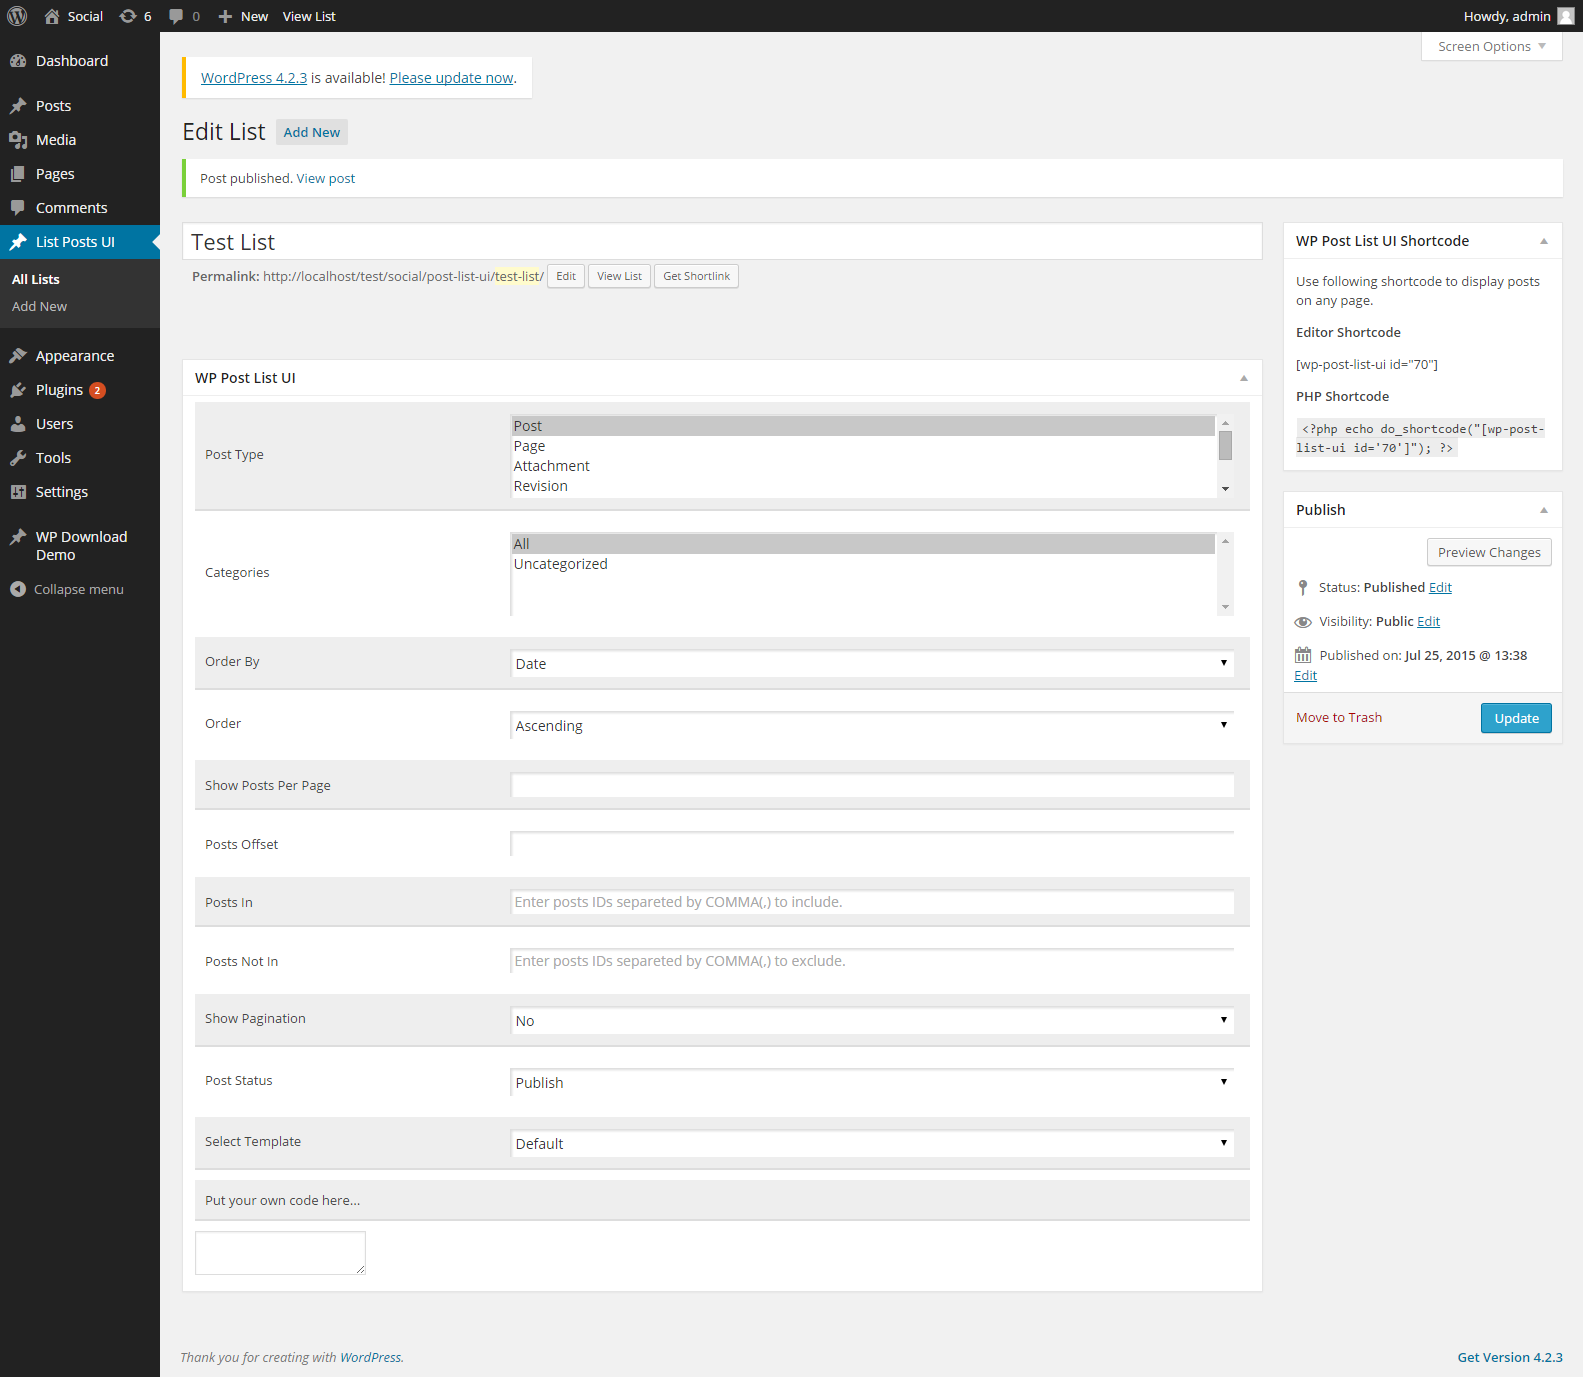 Social 6 0 New View List Howdy, admin
Screen Options
Dashboard
Posts
Media
Pages
Comments
List Posts UI
All Lists
Add New
Appearance
Plugins 2
Users
Tools
Settings
WP Download
Demo
Collapse menu
WordPress 4.2.3 is available! Please update now.
Edit List Add New
Post published. View post
Test List
Permalink: http://localhost/test/social/post-list-ui/test-list/ Edit View List Get Shortlink
WP Post List UI
Post Type
Post
Page
Attachment
Revision
Categories
All
Uncategorized
Order By Date
Order Ascending
Show Posts Per Page
Posts Offset
Posts In Enter posts IDs separeted by COMMA(,) to include.
Posts Not In Enter posts IDs separeted by COMMA(,) to exclude.
Show Pagination No
Post Status Publish
Select Template Default
Put your own code here...
WP Post List UI Shortcode
Use following shortcode to display posts
on any page.
Editor Shortcode
[wp-post-list-ui id="70"]
PHP Shortcode
<?php echo do_shortcode("[wp-post-
list-ui id='70']"); ?>
Publish
Preview Changes
Status: Published Edit
Visibility: Public Edit
Published on: Jul 25, 2015 @ 13:38
Edit
Move to Trash Update
Thank you for creating with WordPress. Get Version 4.2.3